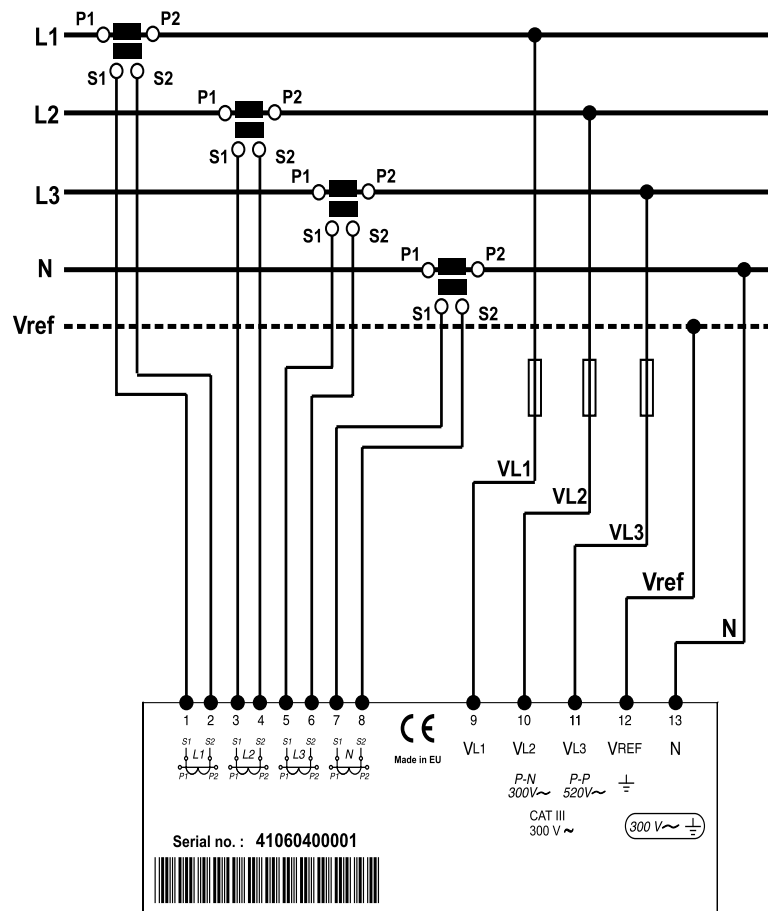 P1 P2
L1
S1 S2
P1 P2
L2
S1 S2
P1 P2
L3
S1 S2
P1 P2
N
S1 S2
Vref
VL1
VL2
VL3
Vref
N
1 2 3 4 5 6 7 8 9 10 11 12 13
S1 S2 S1 S2 S1 S2 S1 S2
L1 L2 L3 N
P1 P2 P1 P2 P1 P2 P1 P2
CE
Made in EU
VL1 VL2 VL3 VREF N
P-N P-P
300V~ 520V~
CAT III
300 V ~
300 V~
Serial no. : 41060400001